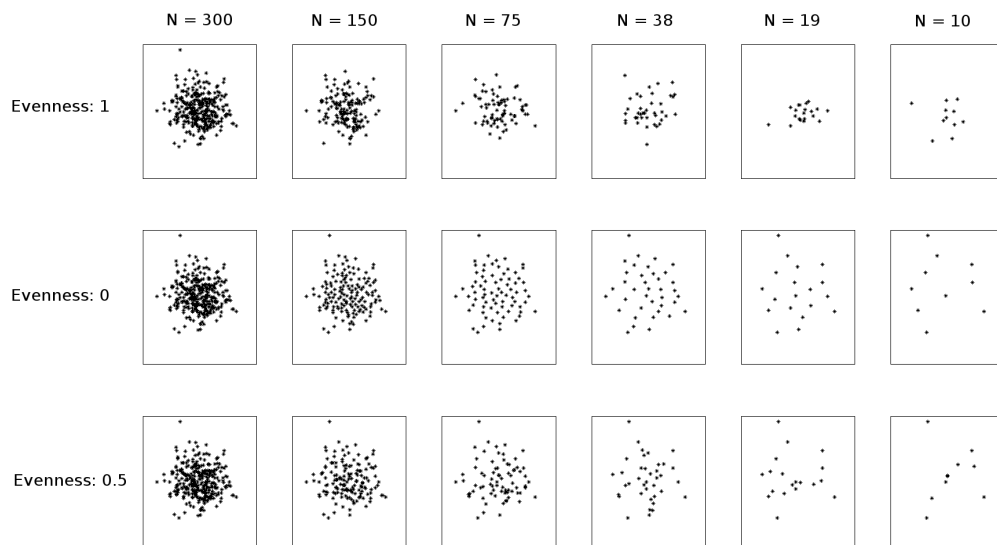 N = 300 N = 150 N = 75 N = 38 N = 19 N = 10
Evenness: 1
Evenness: 0
Evenness: 0.5